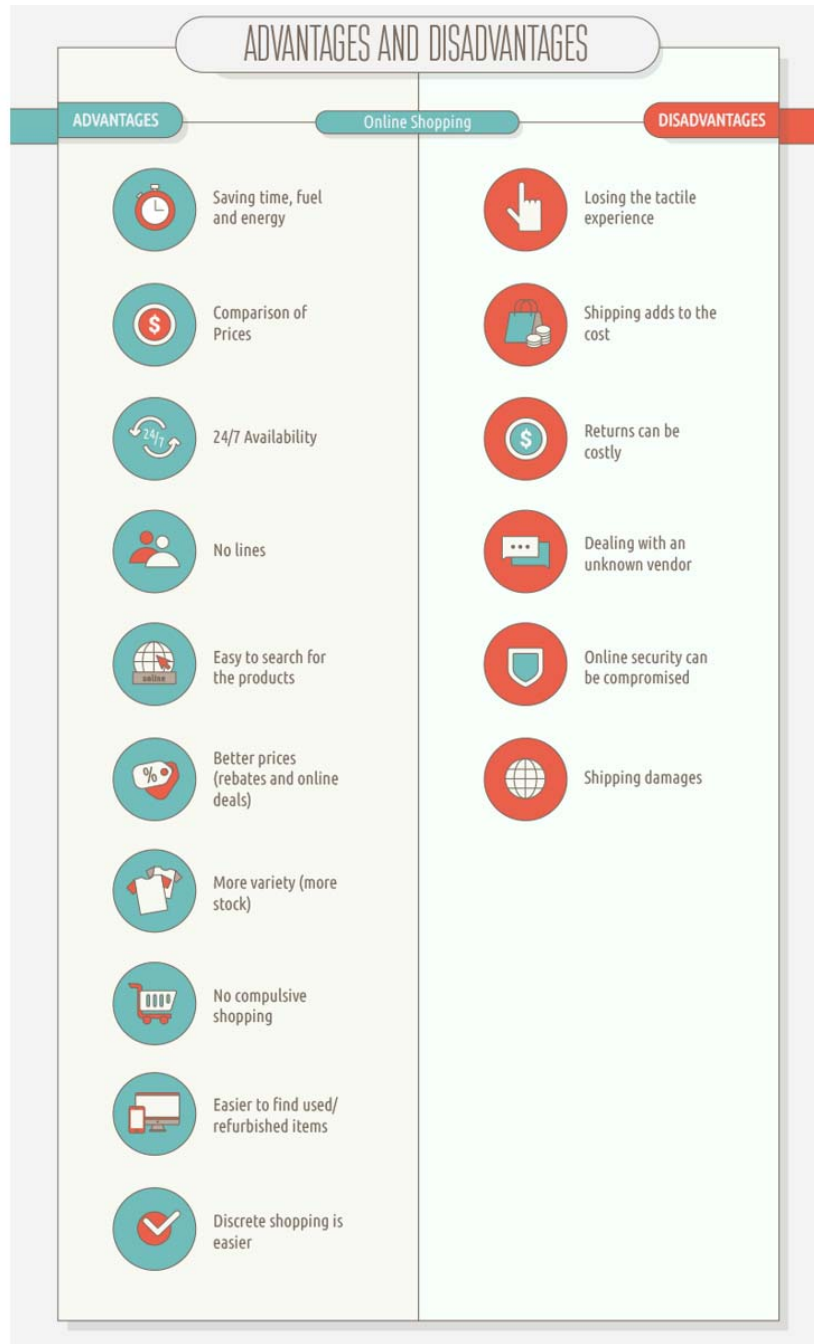 ADVANTAGES AND DISADVANTAGES
ADVANTAGES
Online Shopping
DISADVANTAGES
Saving time, fuel
and energy
Comparison of
Prices
24/7
24/7 Availability
No lines
online
Easy to search for
the products
%
Better prices
(rebates and online
deals)
More variety (more
stock)
No compulsive
shopping
Easier to find used/
refurbished items
Discrete shopping is
easier
Losing the tactile
experience
Shipping adds to the
cost
Returns can be
costly
Dealing with an
unknown vendor
Online security can
be compromised
Shipping damages